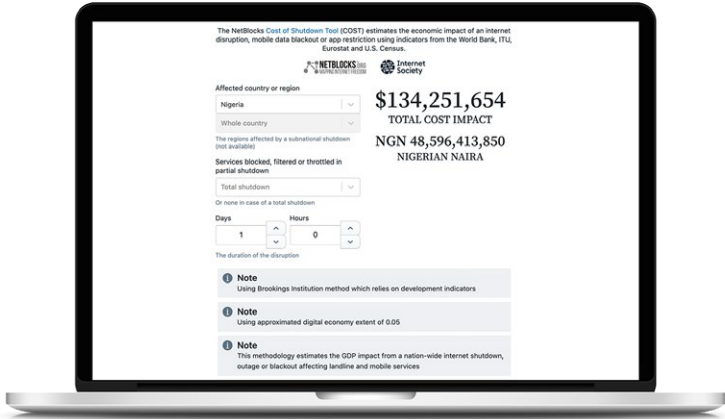 The NetBlocks Cost of Shutdown Tool (COST) estimates the economic impact of an internet
disruption, mobile data blackout or app restriction using indicators from the World Bank, ITU,
Eurostat and U.S. Census.
NETBLOCKS.ORG
MAPPING INTERNET FREEDOM
Internet
Society
Affected country or region
Nigeria
Whole country
The regions affected by a subnational shutdown
(not available)
Services blocked, filtered or throttled in
partial shutdown
Total shutdown
Or none in case of a total shutdown
Days
Hours
1
0
The duration of the disruption
$134,251,654
TOTAL COST IMPACT
NGN 48,596,413,850
NIGERIAN NAIRA
Note
Using Brookings Institution method which relies on development indicators
Note
Using approximated digital economy extent of 0.05
Note
This methodology estimates the GDP impact from a nation-wide internet shutdown,
outage or blackout affecting landline and mobile services